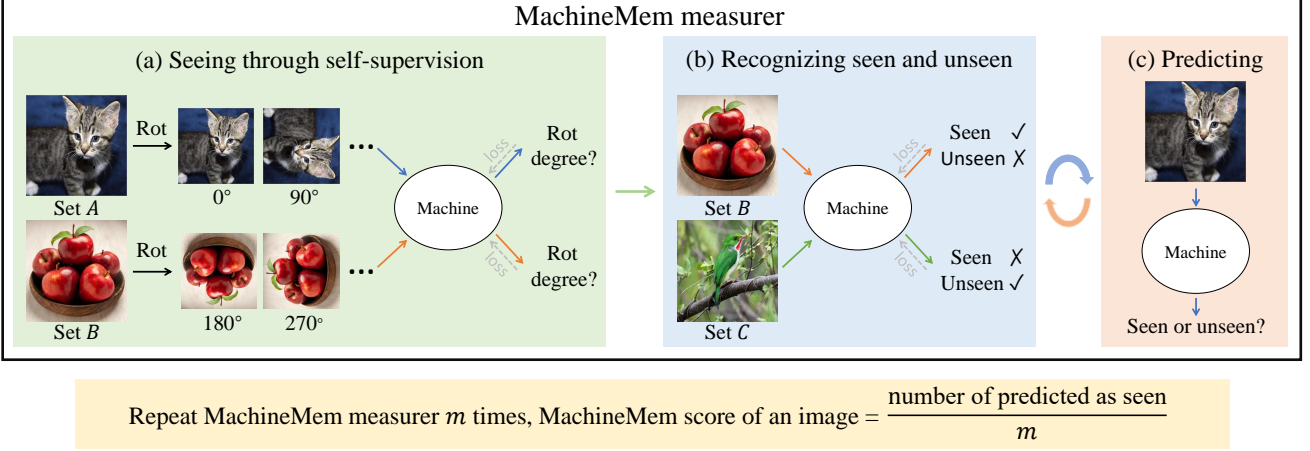 MachineMem measurer
(a) Seeing through self-supervision
Set A
Rot
0°
90°
...
Set B
Rot
180°
270°
...
Machine
loss
Rot
degree?
loss
Rot
degree?
(b) Recognizing seen and unseen
Set B
Set C
Machine
loss
Seen ✓
Unseen ✗
loss
Seen ✗
Unseen ✓
(c) Predicting
Machine
Seen or unseen?
Repeat MachineMem measurer m times, MachineMem score of an image = number of predicted as seen / m